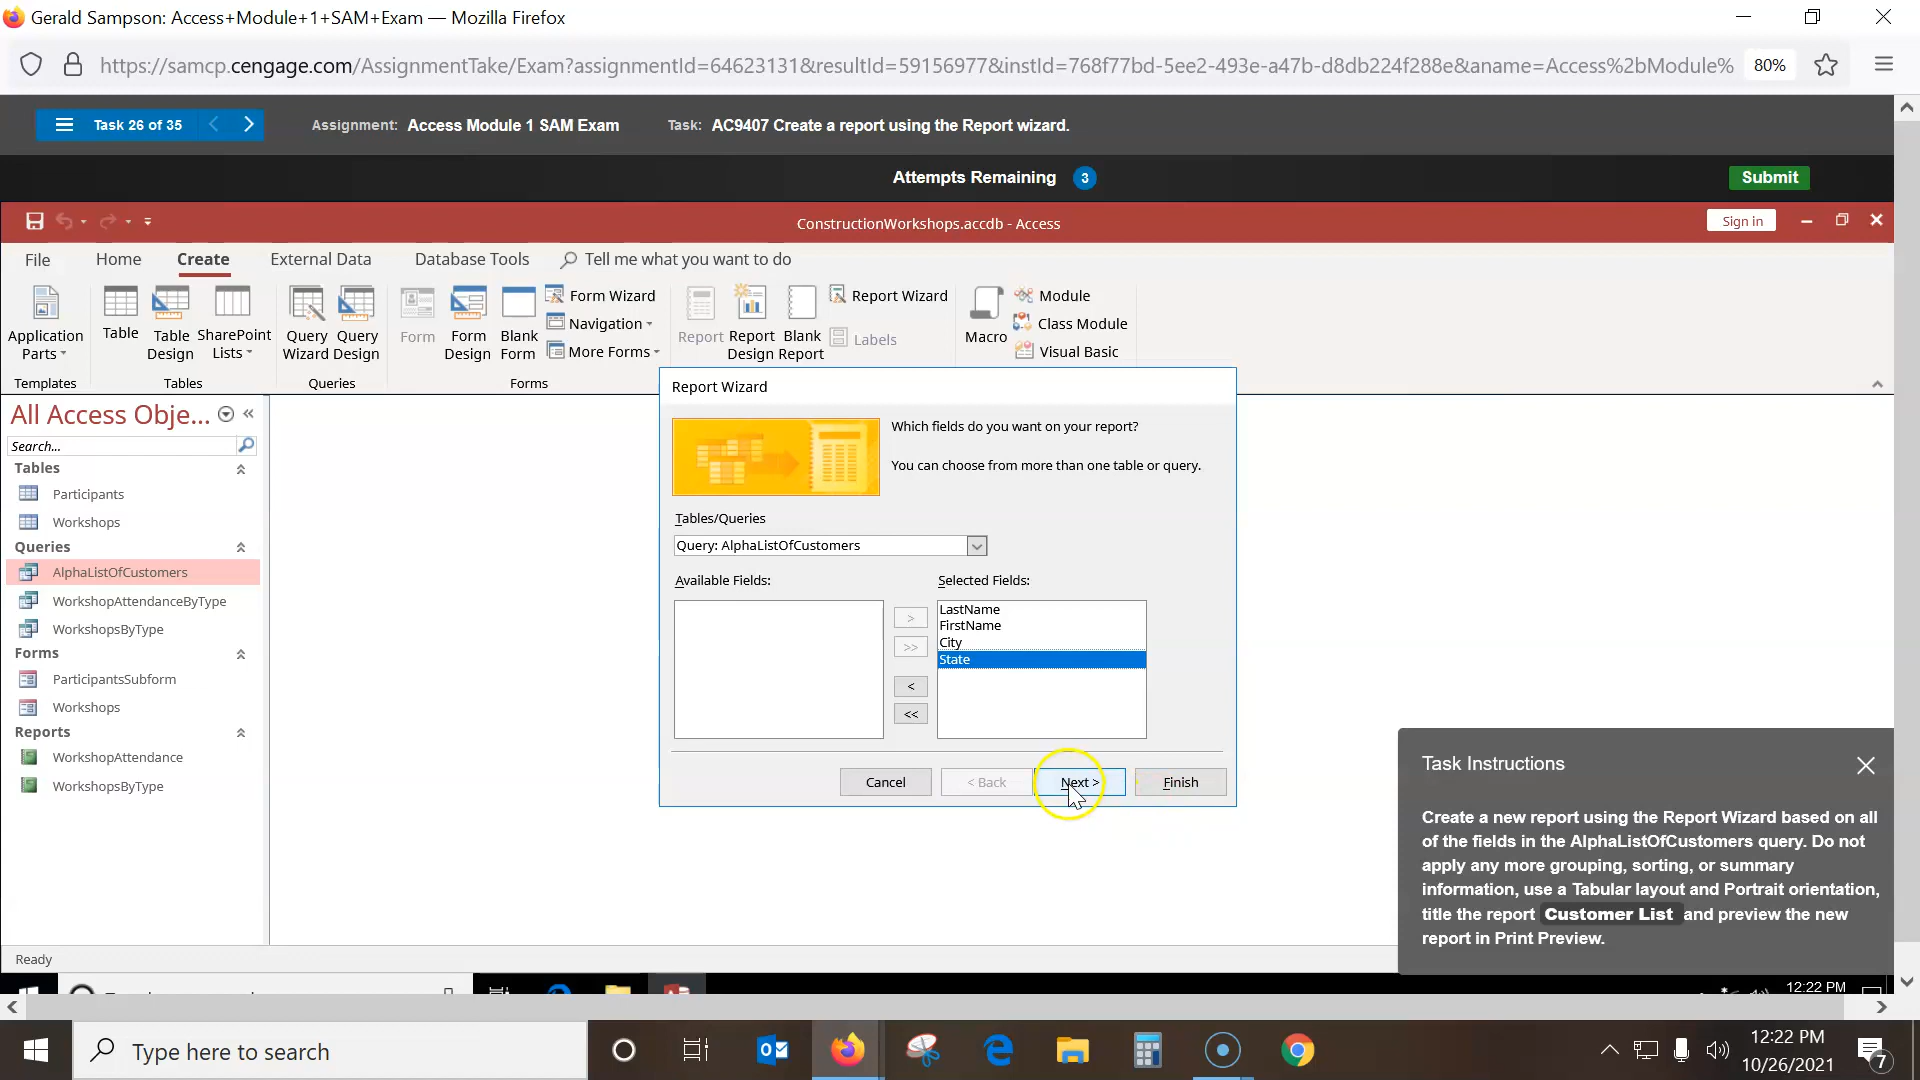 Gerald Sampson: Access+Module+1+SAM+Exam — Mozilla Firefox
https://samcp.cengage.com/AssignmentTake/Exam?assignmentId=64623131&resultId=59156977&instId=768f77bd-5ee2-493e-a47b-d8db224f288e&aname=Access%2bModule%
80%
Task 26 of 35
Assignment: Access Module 1 SAM Exam
Task: AC9407 Create a report using the Report wizard.
Attempts Remaining 3
Submit
ConstructionWorkshops.accdb - Access
Sign in
File Home Create External Data Database Tools Tell me what you want to do
Application Parts
Table
Table Design
SharePoint Lists
Query Wizard
Query Design
Form
Form Design
Blank Form
Form Wizard
Navigation
More Forms
Report
Report Design
Blank Report
Report Wizard
Labels
Macro
Module
Class Module
Visual Basic
Templates
Tables
Queries
Forms
All Access Obje...
Search...
Tables
Participants
Workshops
Queries
AlphaListOfCustomers
WorkshopAttendanceByType
WorkshopsByType
Forms
ParticipantsSubform
Workshops
Reports
WorkshopAttendance
WorkshopsByType
Report Wizard
Which fields do you want on your report?
You can choose from more than one table or query.
Tables/Queries
Query: AlphaListOfCustomers
Available Fields:
Selected Fields:
LastName
FirstName
City
State
>
>>
<
<<
Cancel
< Back
Next >
Finish
Task Instructions
Create a new report using the Report Wizard based on all
of the fields in the AlphaListOfCustomers query. Do not
apply any more grouping, sorting, or summary
information, use a Tabular layout and Portrait orientation,
title the report Customer List and preview the new
report in Print Preview.
Ready
12:22 PM
Type here to search
12:22 PM
10/26/2021
7